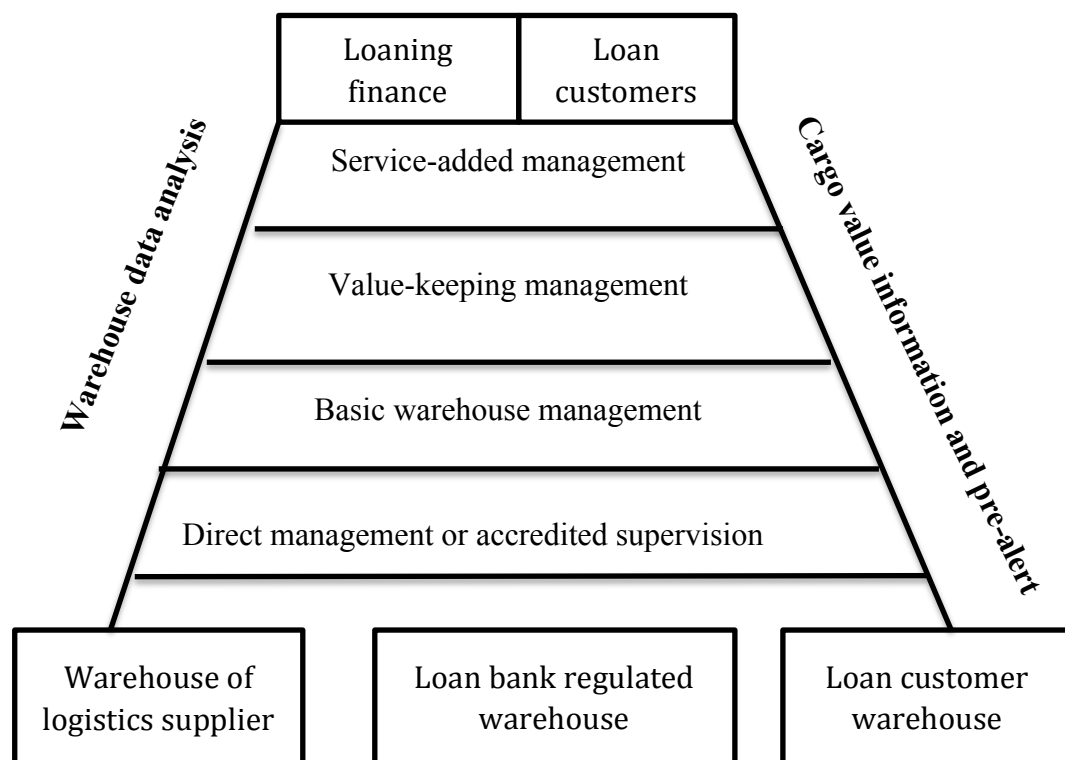 Loaning
finance
Loan
customers
Service-added management
Value-keeping management
Basic warehouse management
Direct management or accredited supervision
Warehouse data analysis
Cargo value information and pre-alert
Warehouse of
logistics supplier
Loan bank regulated
warehouse
Loan customer
warehouse